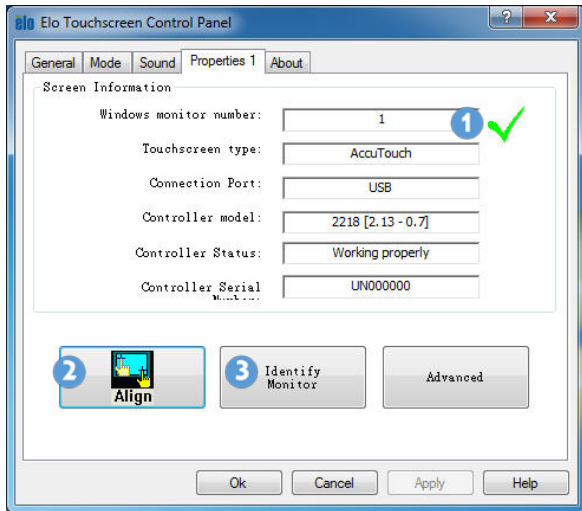 elo Elo Touchscreen Control Panel ? X
General Mode Sound Properties 1 About
Screen Information
Windows monitor number: 1 1
Touchscreen type: AccuTouch
Connection Port: USB
Controller model: 2218 [2.13 - 0.7]
Controller Status: Working properly
Controller Serial UN000000
Number:
2 Align 3 Identify
Monitor Advanced
Ok Cancel Apply Help